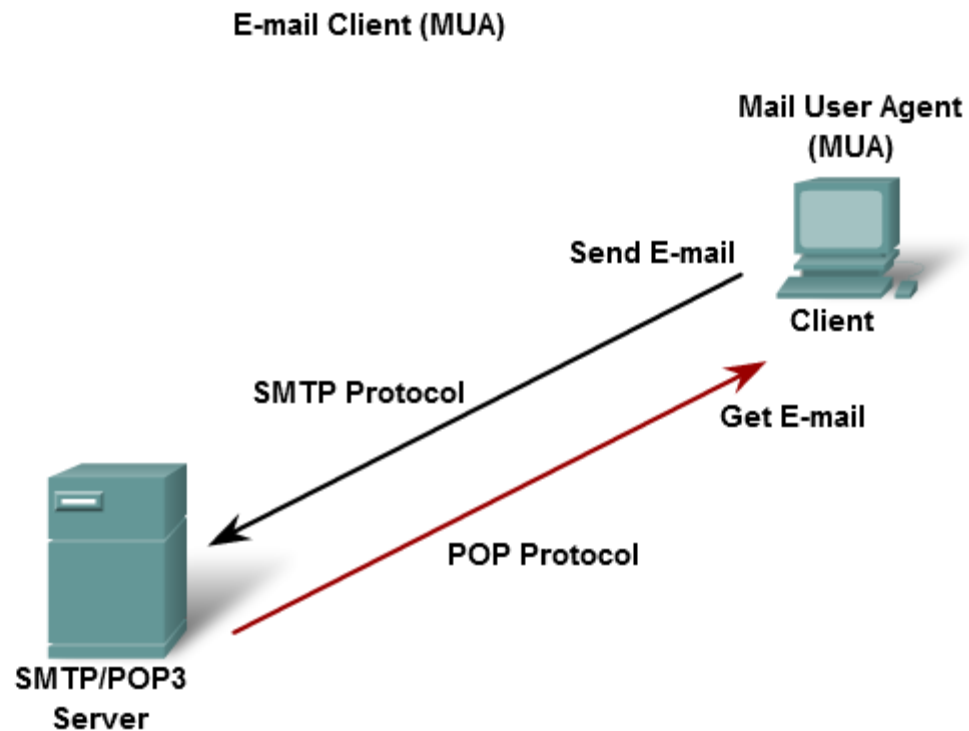 E-mail Client (MUA)
Mail User Agent
(MUA)
Send E-mail
Client
SMTP Protocol
Get E-mail
POP Protocol
SMTP/POP3
Server